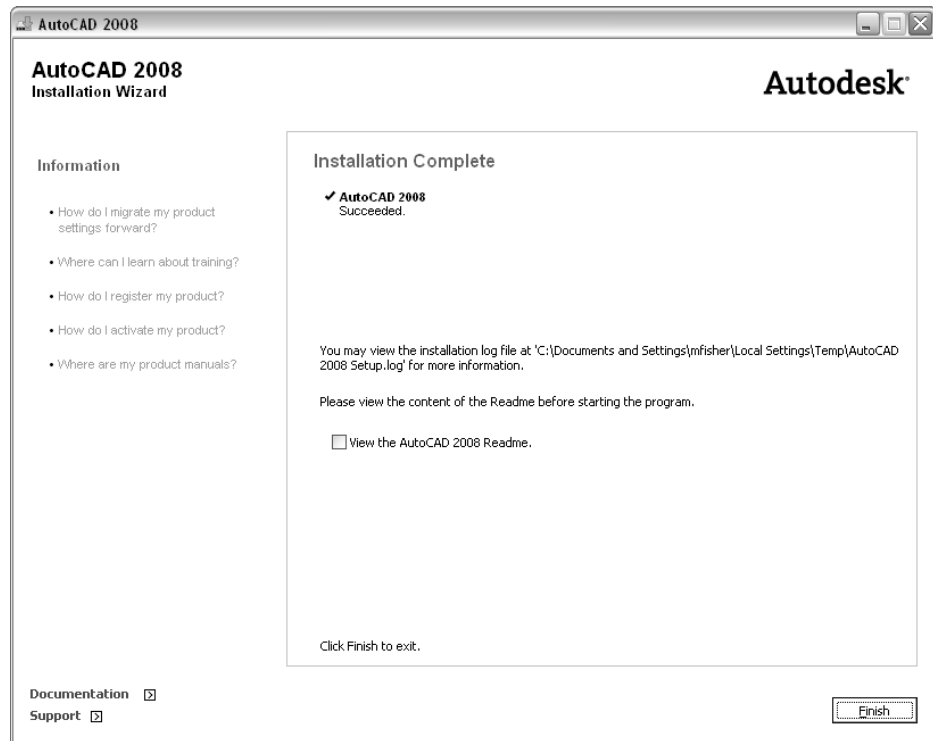 AutoCAD 2008
AutoCAD 2008
Installation Wizard
Autodesk
Information
• How do I migrate my product
settings forward?
• Where can I learn about training?
• How do I register my product?
• How do I activate my product?
• Where are my product manuals?
Installation Complete
✓ AutoCAD 2008
Succeeded.
You may view the installation log file at 'C:\Documents and Settings\mfisher\Local Settings\Temp\AutoCAD
2008 Setup.log' for more information.
Please view the content of the Readme before starting the program.
View the AutoCAD 2008 Readme.
Click Finish to exit.
Documentation
Support
Finish